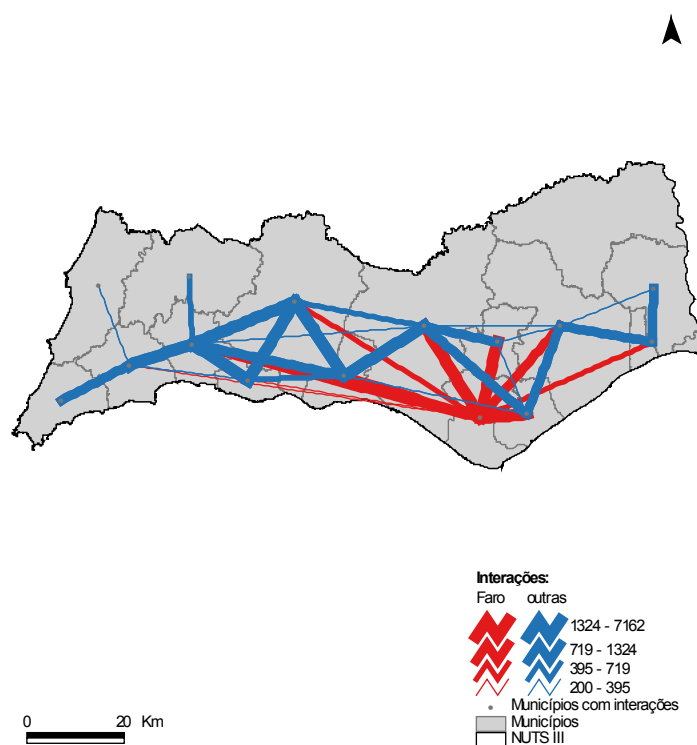 Interações:
Faro outras
1324 - 7162
719 - 1324
395 - 719
200 - 395
Municípios com interações
Municípios
NUTS III
0 20 Km